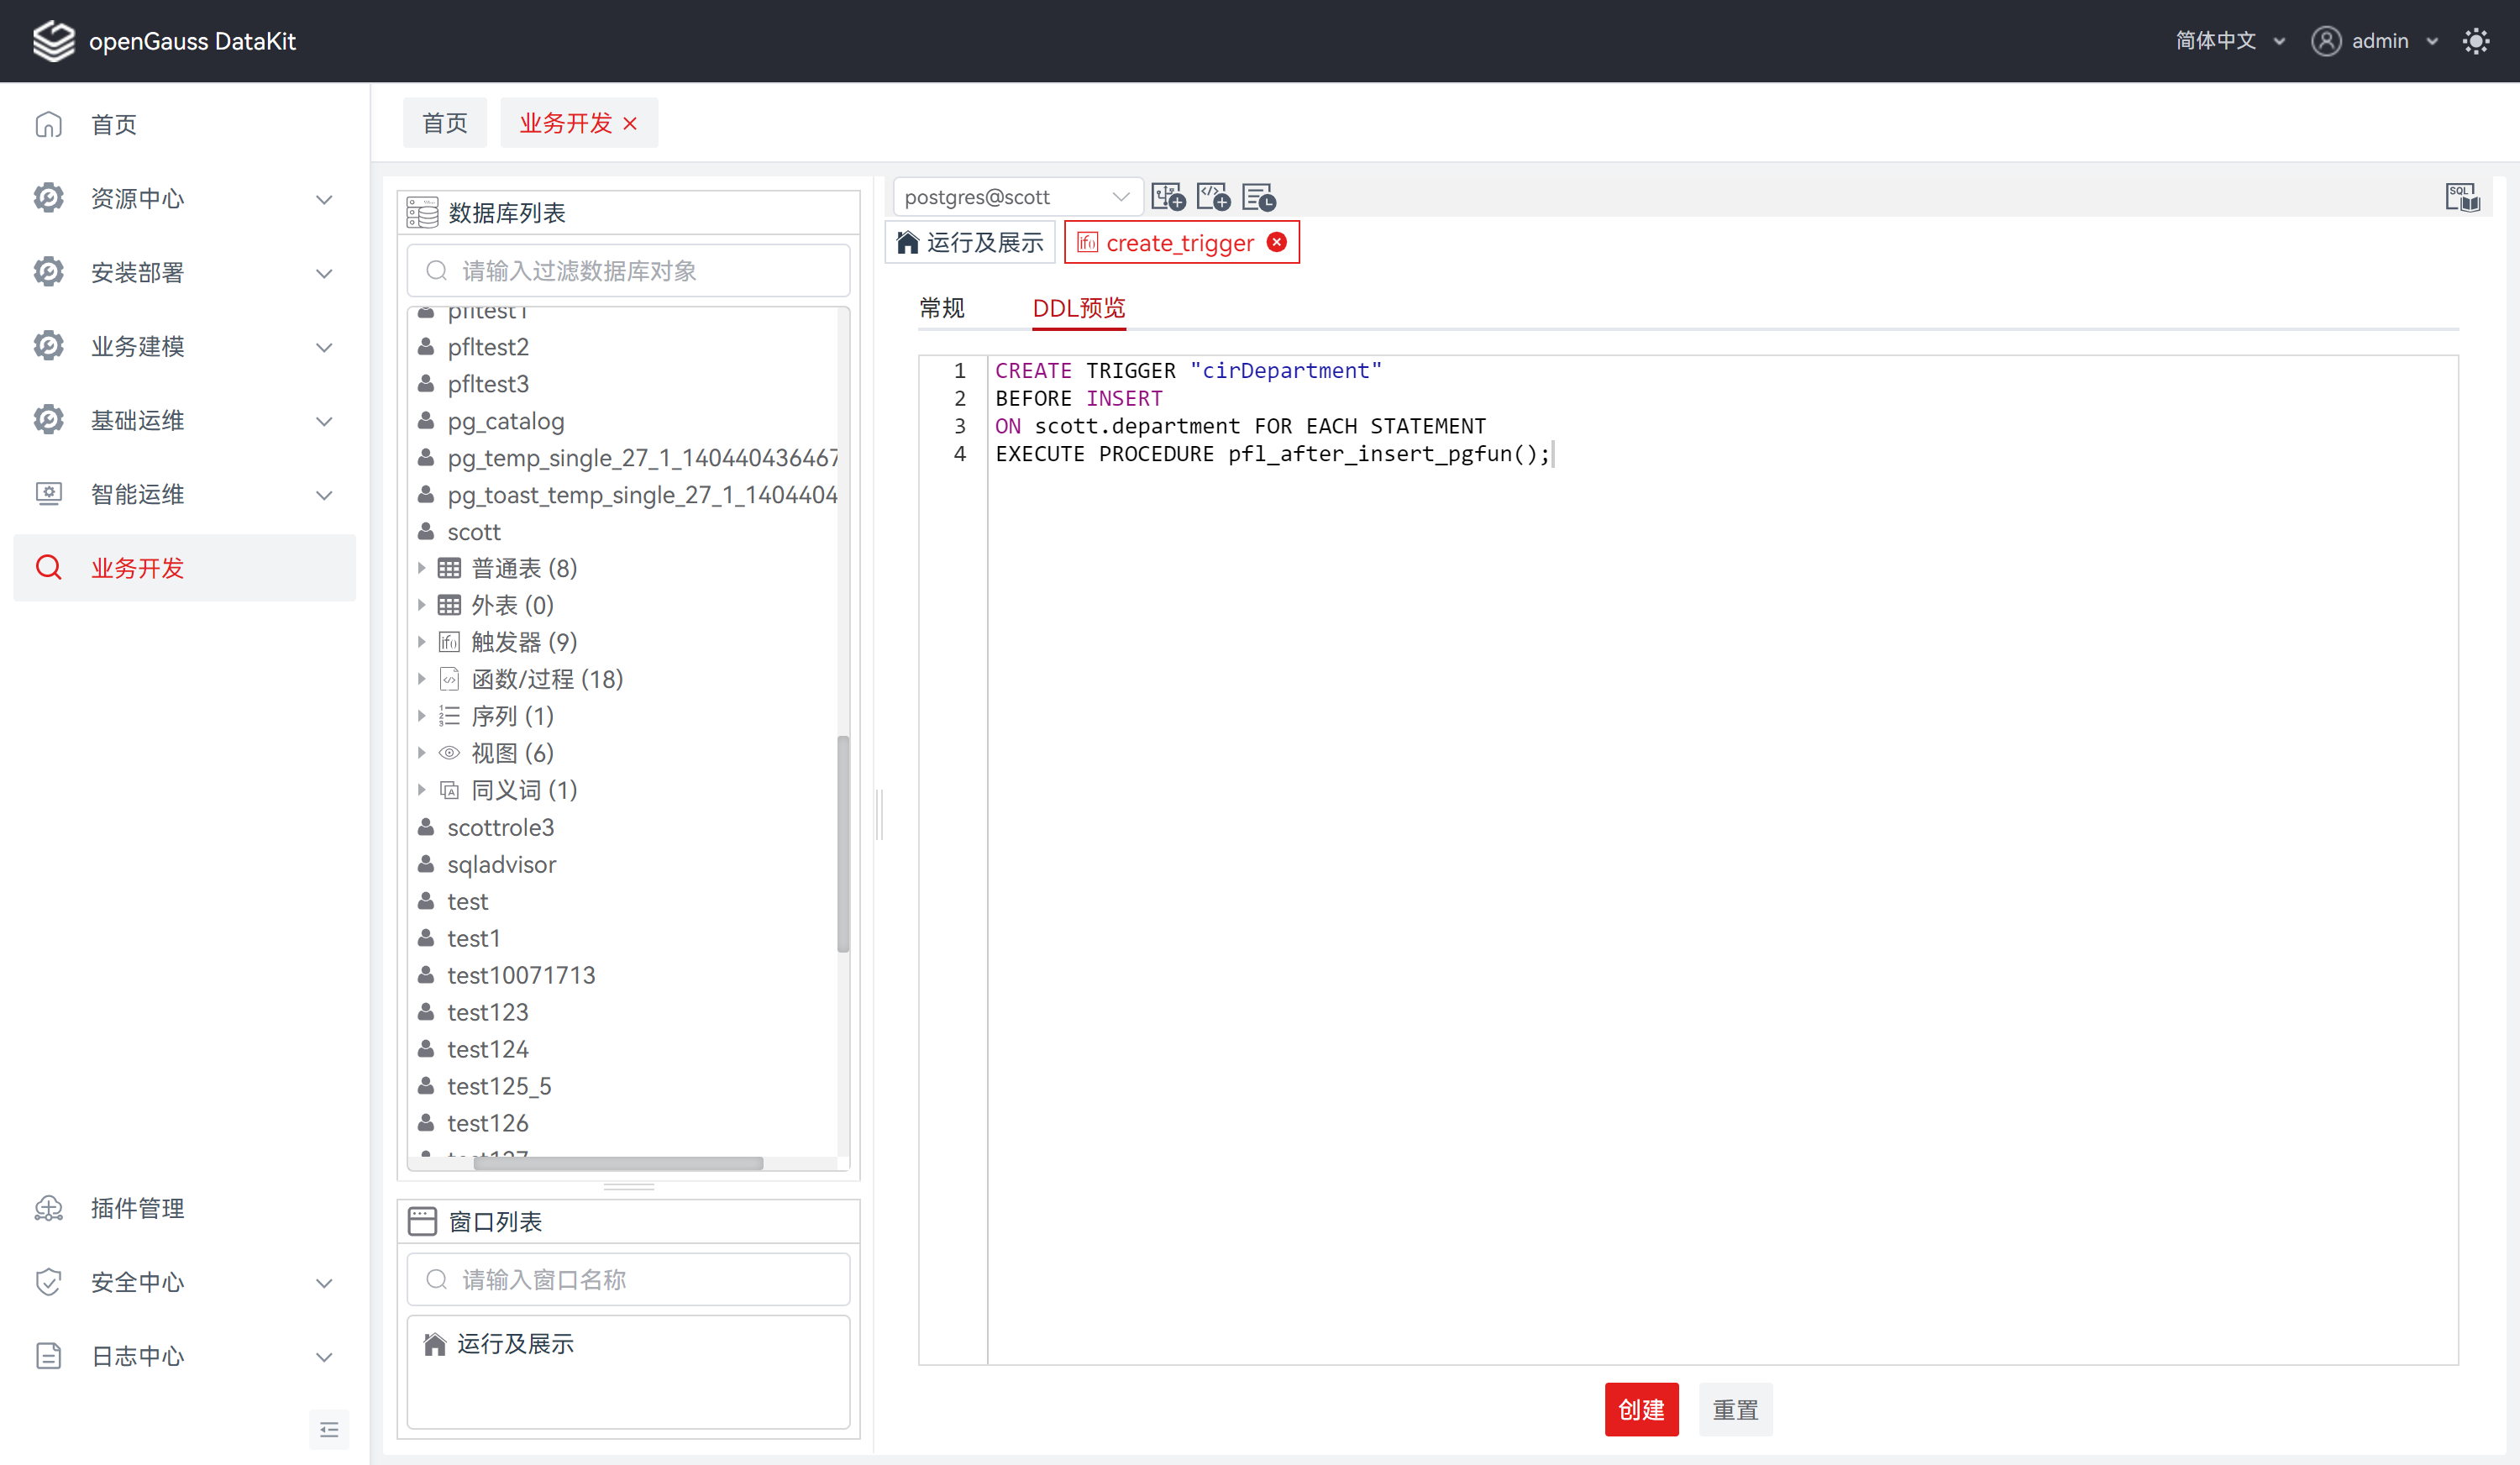 openGauss DataKit
简体中文
admin
首页
资源中心
安装部署
业务建模
基础运维
智能运维
业务开发
插件管理
安全中心
日志中心
首页
业务开发
数据库列表
请输入过滤数据库对象
pfltest1
pfltest2
pfltest3
pg_catalog
pg_temp_single_27_1_140440436467
pg_toast_temp_single_27_1_1404404
scott
普通表 (8)
外表 (0)
触发器 (9)
函数/过程 (18)
序列 (1)
视图 (6)
同义词 (1)
scottrole3
sqladvisor
test
test1
test10071713
test123
test124
test125_5
test126
test127
窗口列表
请输入窗口名称
运行及展示
postgres@scott
SQL
运行及展示
if() create_trigger
常规
DDL预览
1 CREATE TRIGGER "cirDepartment"
2 BEFORE INSERT
3 ON scott.department FOR EACH STATEMENT
4 EXECUTE PROCEDURE pfl_after_insert_pgfun();
创建
重置